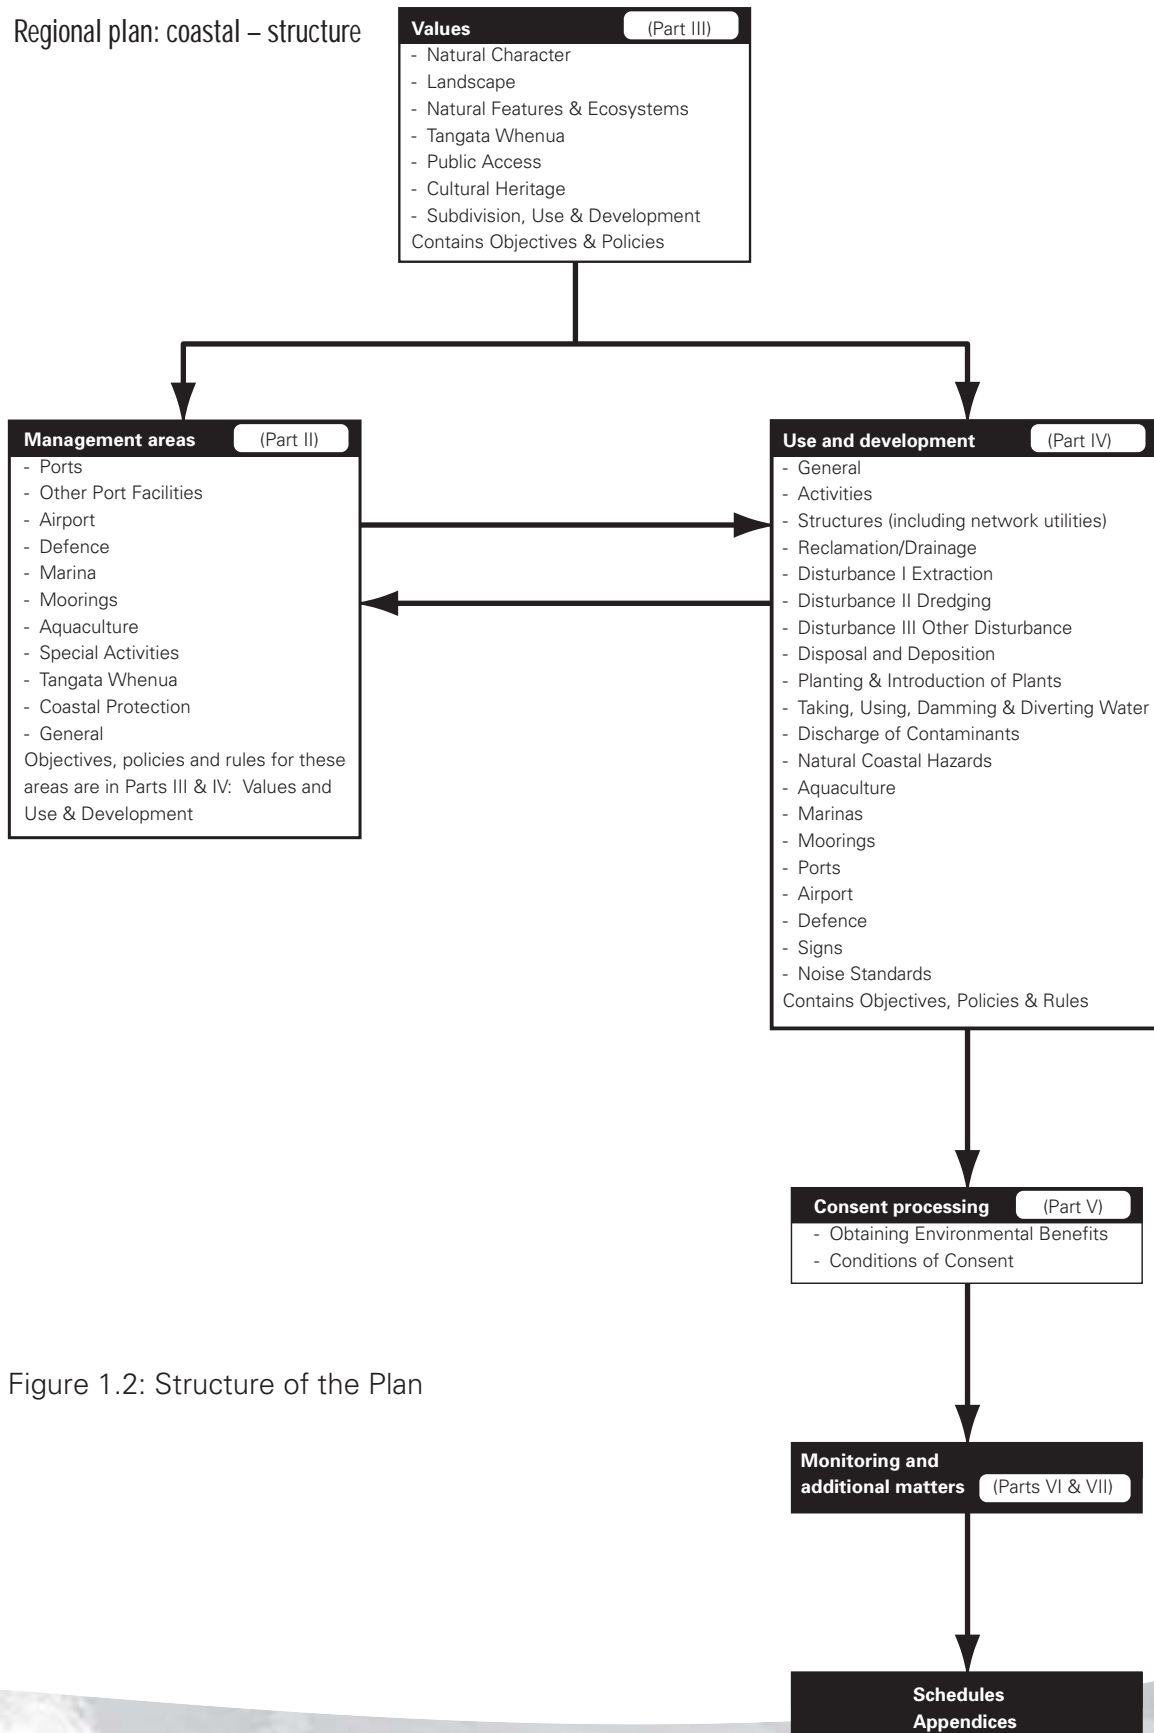 Regional plan: coastal – structure
Values (Part III)
- Natural Character
- Landscape
- Natural Features & Ecosystems
- Tangata Whenua
- Public Access
- Cultural Heritage
- Subdivision, Use & Development
Contains Objectives & Policies
Management areas (Part II)
- Ports
- Other Port Facilities
- Airport
- Defence
- Marina
- Moorings
- Aquaculture
- Special Activities
- Tangata Whenua
- Coastal Protection
- General
Objectives, policies and rules for these
areas are in Parts III & IV: Values and
Use & Development
Use and development (Part IV)
- General
- Activities
- Structures (including network utilities)
- Reclamation/Drainage
- Disturbance I Extraction
- Disturbance II Dredging
- Disturbance III Other Disturbance
- Disposal and Deposition
- Planting & Introduction of Plants
- Taking, Using, Damming & Diverting Water
- Discharge of Contaminants
- Natural Coastal Hazards
- Aquaculture
- Marinas
- Moorings
- Ports
- Airport
- Defence
- Signs
- Noise Standards
Contains Objectives, Policies & Rules
Consent processing (Part V)
- Obtaining Environmental Benefits
- Conditions of Consent
Figure 1.2: Structure of the Plan
Monitoring and
additional matters (Parts VI & VII)
Schedules
Appendices